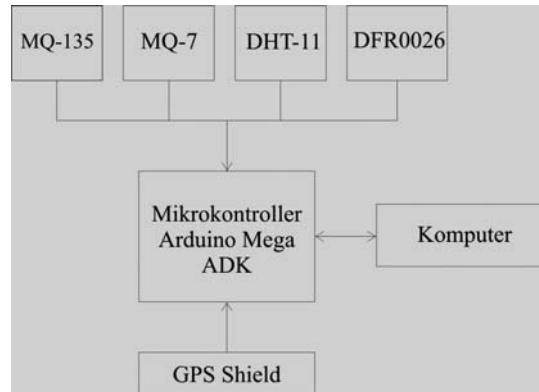 MQ-135
MQ-7
DHT-11
DFR0026
Mikrokontroller
Arduino Mega
ADK
Komputer
GPS Shield